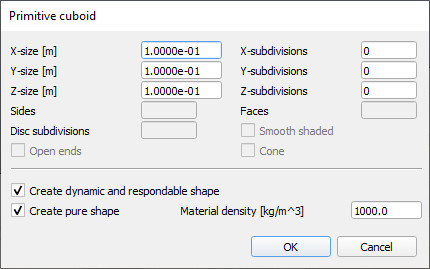 Primitive cuboid
X-size [m] 1.0000e-01 X-subdivisions 0
Y-size [m] 1.0000e-01 Y-subdivisions 0
Z-size [m] 1.0000e-01 Z-subdivisions 0
Sides Faces
Disc subdivisions Smooth shaded
Open ends Cone
Create dynamic and respondable shape
Create pure shape Material density [kg/m^3] 1000.0
OK Cancel